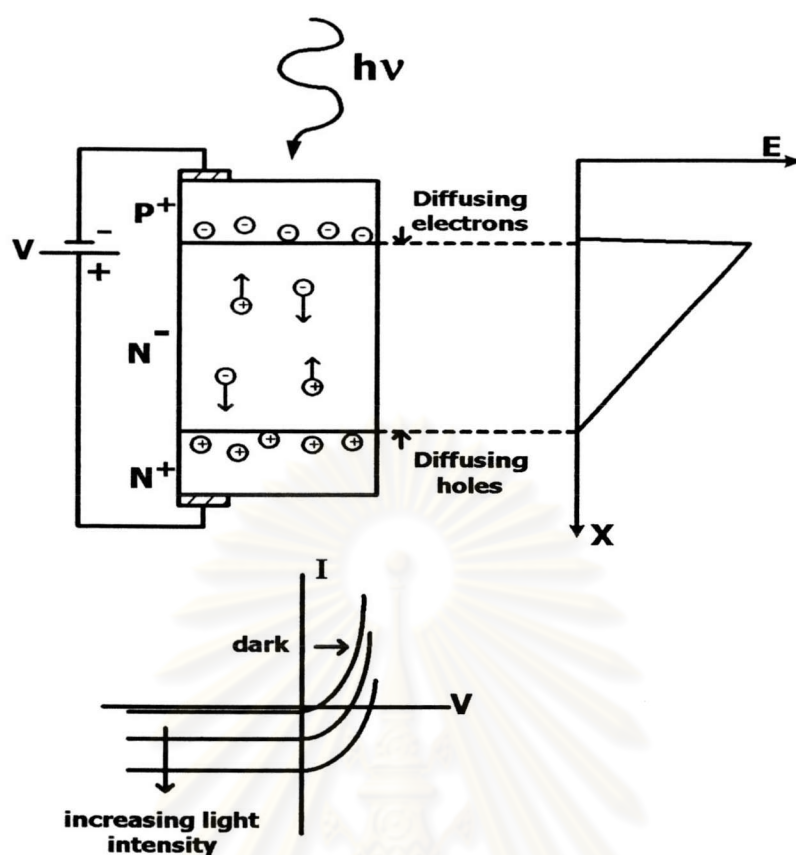 hν
E
P⁺
Diffusing
electrons
−
V
+
N⁻
N⁺
Diffusing
holes
X
I
dark
V
increasing light
intensity